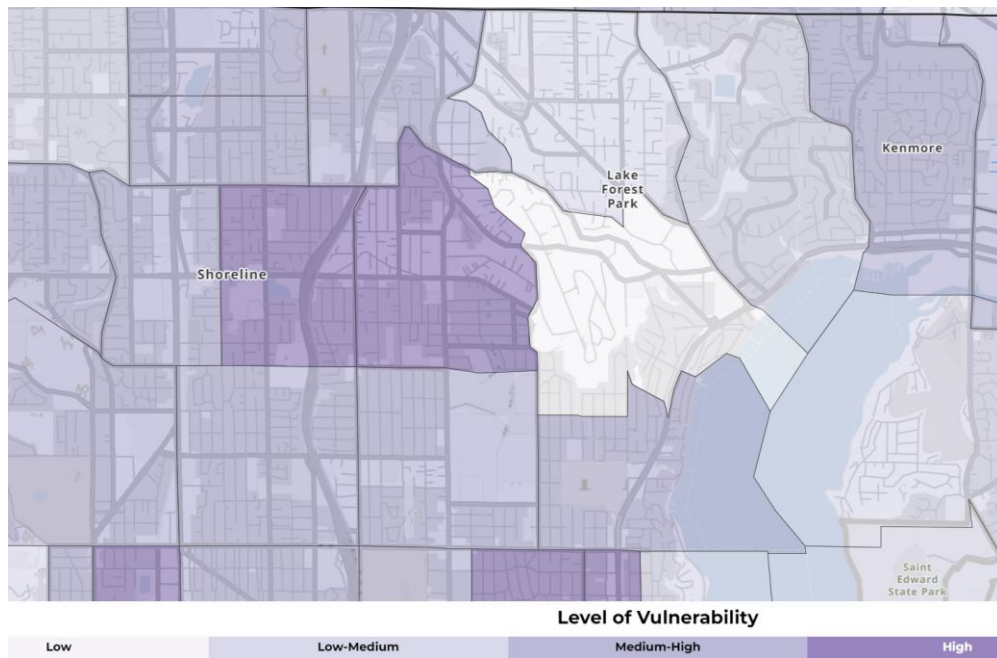 Kenmore
Lake
Forest
Park
Shoreline
Saint
Edward
State Park
Level of Vulnerability
Low
Low-Medium
Medium-High
High